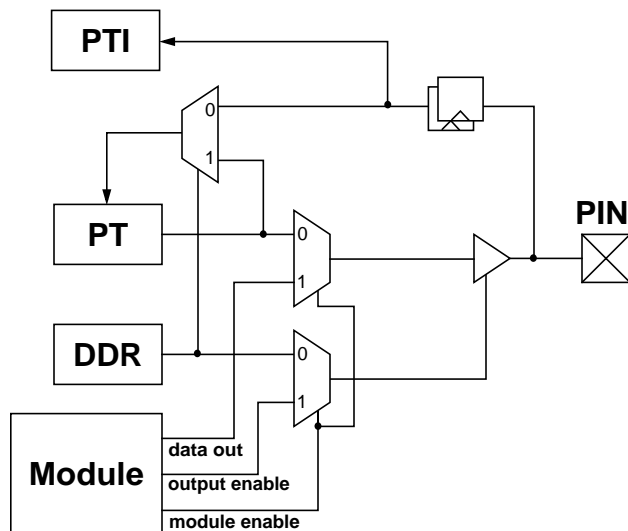 PTI
0
1
PT
PIN
0
1
DDR
0
1
Module
data out
output enable
module enable